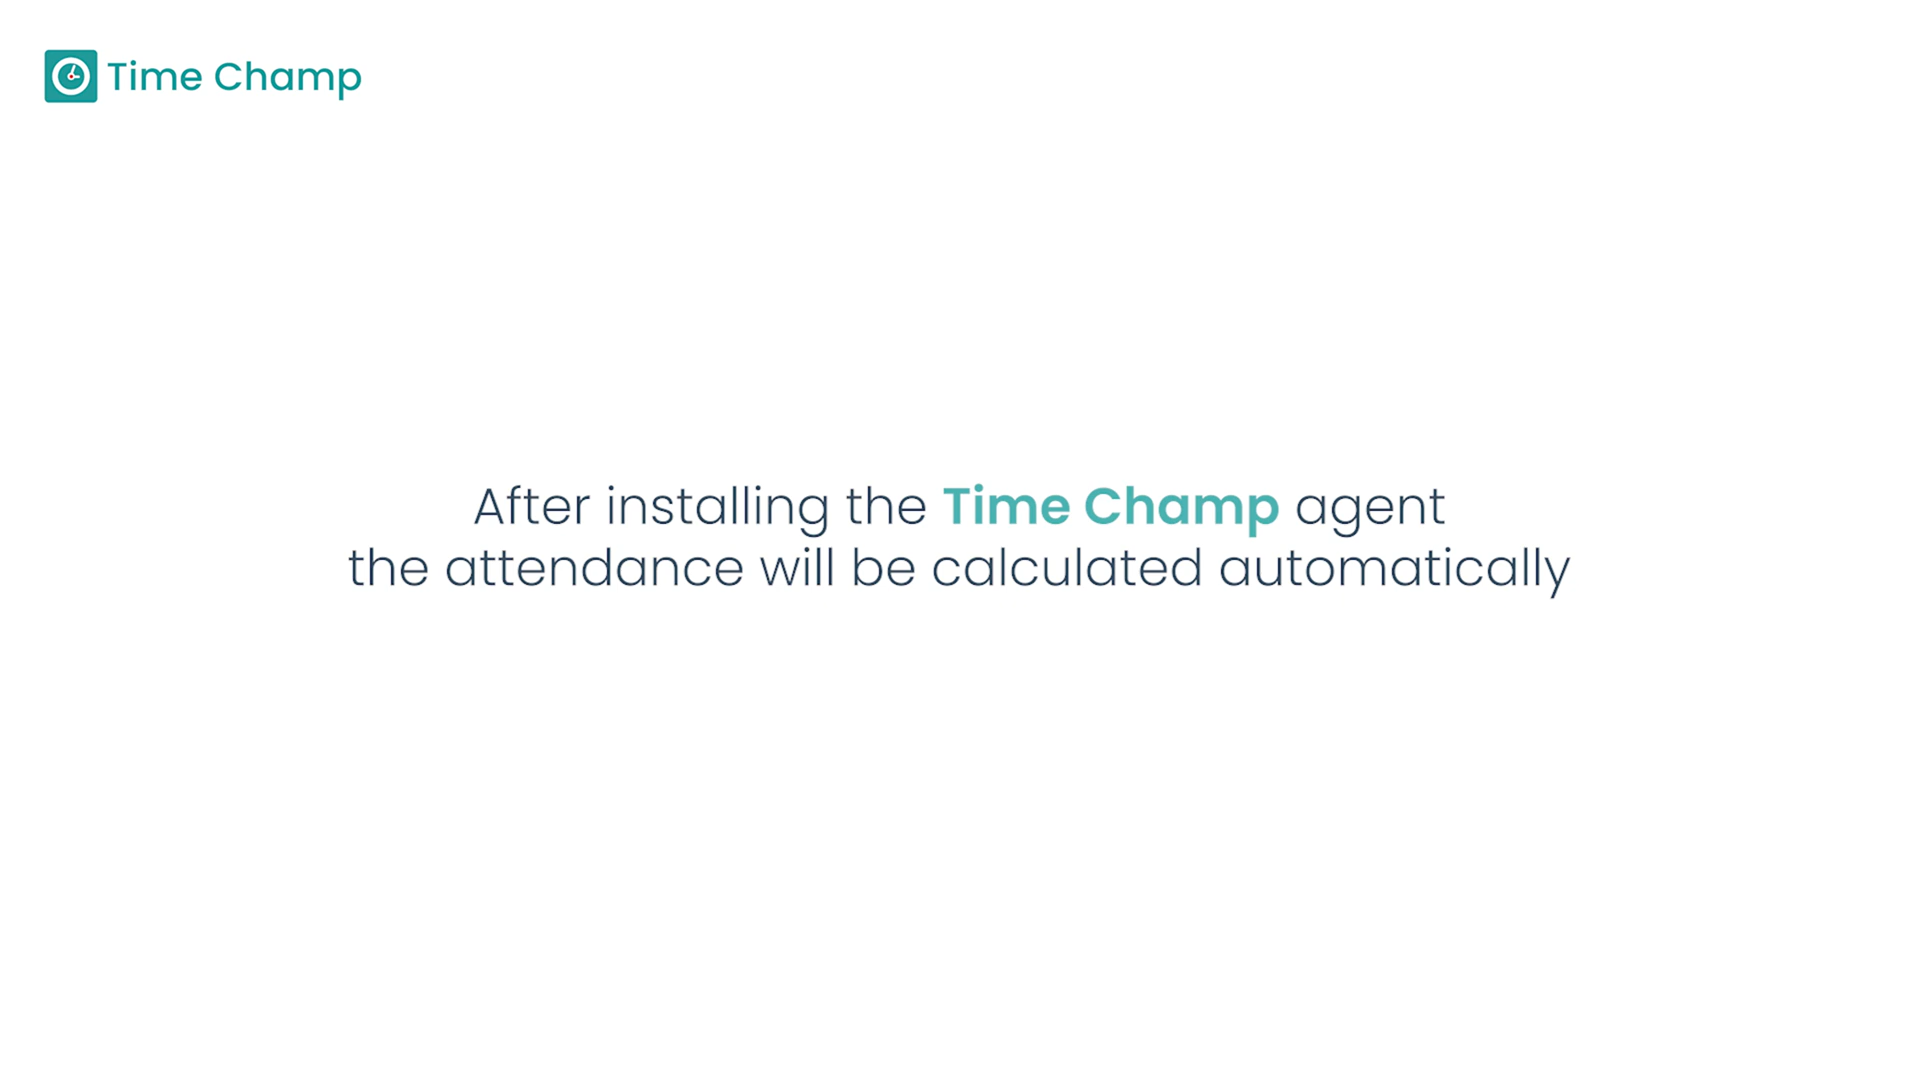 Time Champ
After installing the Time Champ agent
the attendance will be calculated automatically